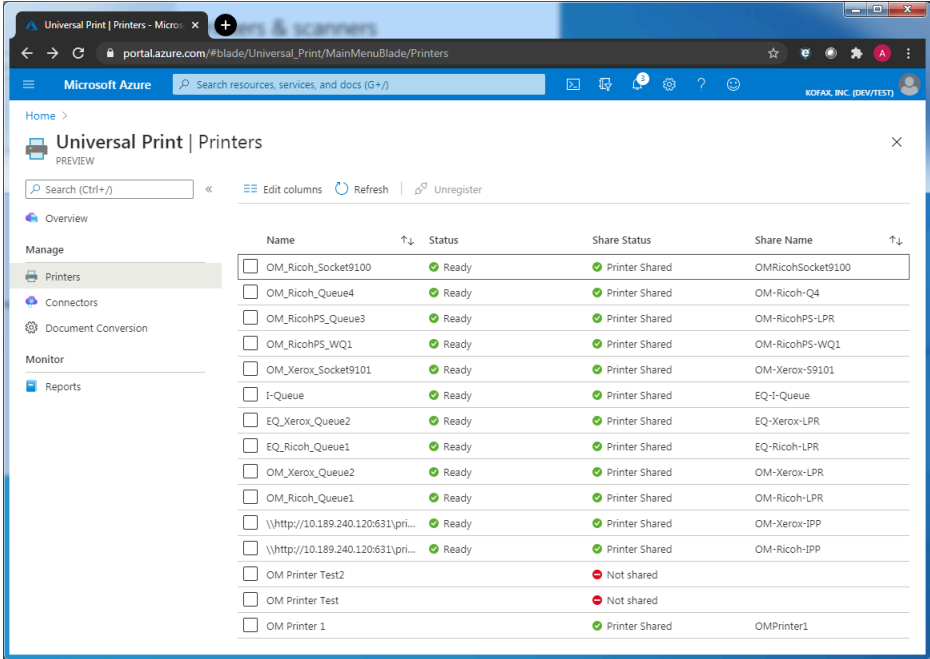 Universal Print | Printers - Micros
ers & scanners
portal.azure.com/#blade/Universal_Print/MainMenuBlade/Printers
A
Microsoft Azure
Search resources, services, and docs (G+/)
3
KOFAX, INC. (DEV/TEST)
Home >
Universal Print | Printers
PREVIEW
Search (Ctrl+/)
«
Edit columns
Refresh
Unregister
Overview
Manage
Printers
Connectors
Document Conversion
Monitor
Reports
Name Status Share Status Share Name
OM_Ricoh_Socket9100 Ready Printer Shared OMRicohSocket9100
OM_Ricoh_Queue4 Ready Printer Shared OM-Ricoh-Q4
OM_RicohPS_Queue3 Ready Printer Shared OM-RicohPS-LPR
OM_RicohPS_WQ1 Ready Printer Shared OM-RicohPS-WQ1
OM_Xerox_Socket9101 Ready Printer Shared OM-Xerox-S9101
I-Queue Ready Printer Shared EQ-I-Queue
EQ_Xerox_Queue2 Ready Printer Shared EQ-Xerox-LPR
EQ_Ricoh_Queue1 Ready Printer Shared EQ-Ricoh-LPR
OM_Xerox_Queue2 Ready Printer Shared OM-Xerox-LPR
OM_Ricoh_Queue1 Ready Printer Shared OM-Ricoh-LPR
\\http://10.189.240.120:631\pri... Ready Printer Shared OM-Xerox-IPP
\\http://10.189.240.120:631\pri... Ready Printer Shared OM-Ricoh-IPP
OM Printer Test2 Not shared
OM Printer Test Not shared
OM Printer 1 Printer Shared OMPrinter1